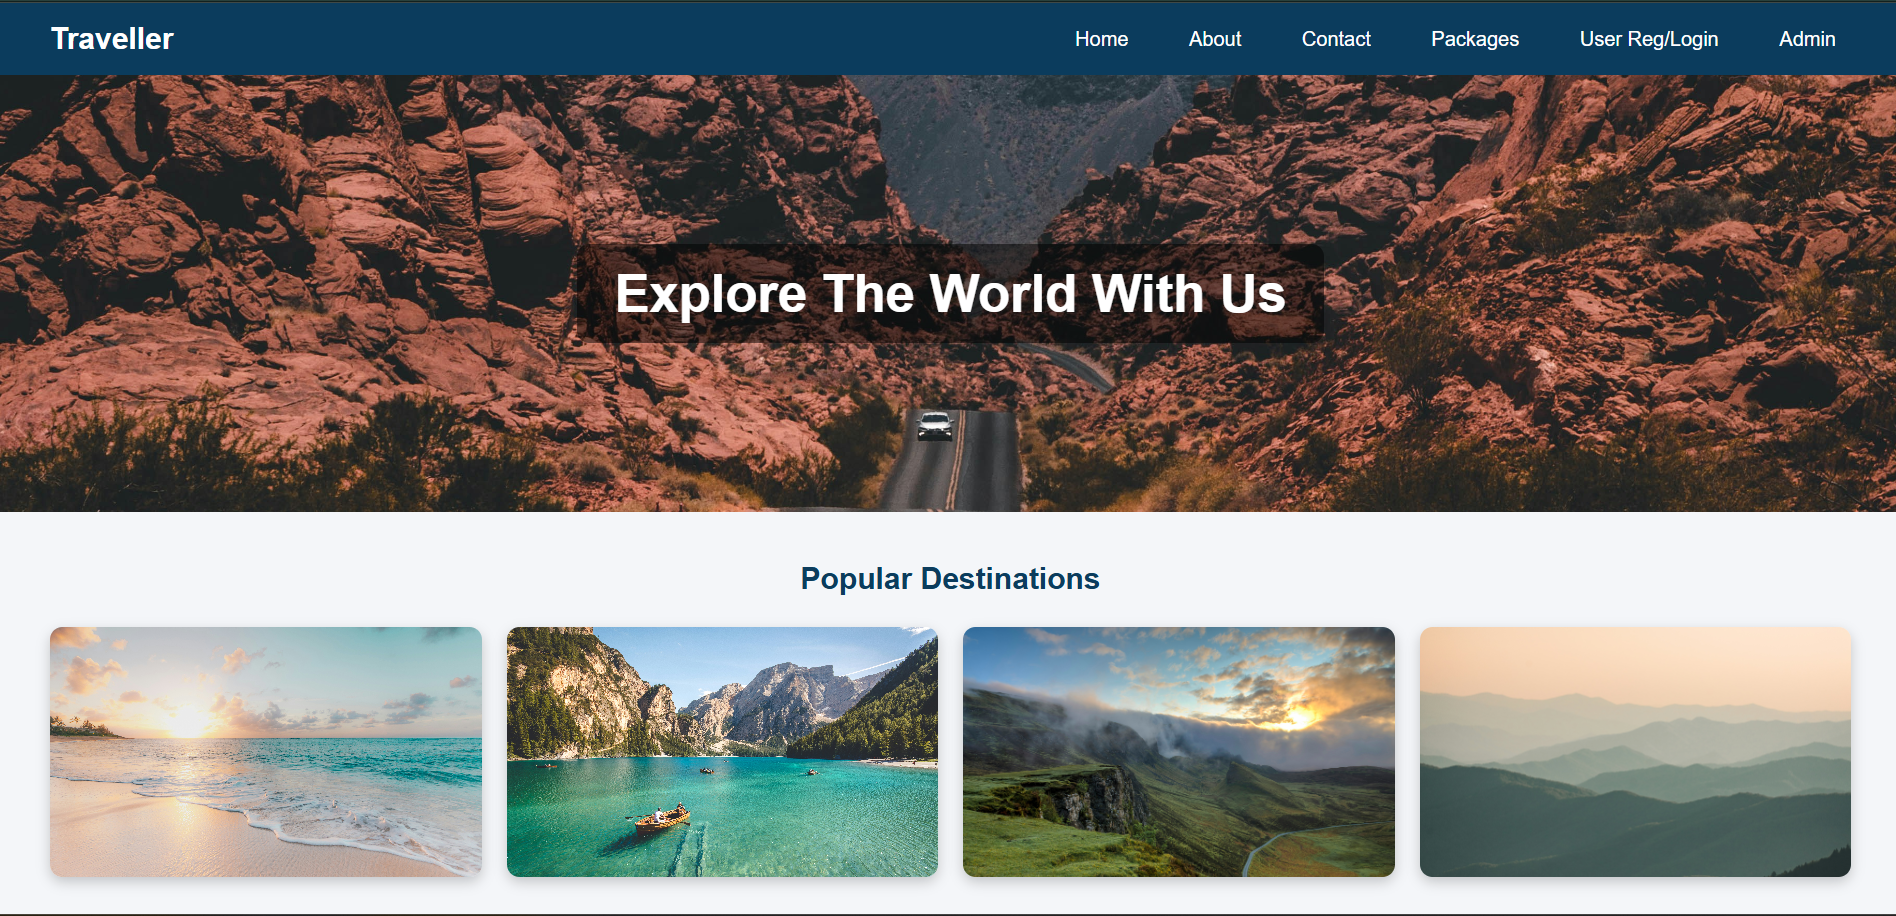 Traveller
Home About Contact Packages User Reg/Login Admin
Explore The World With Us
Popular Destinations